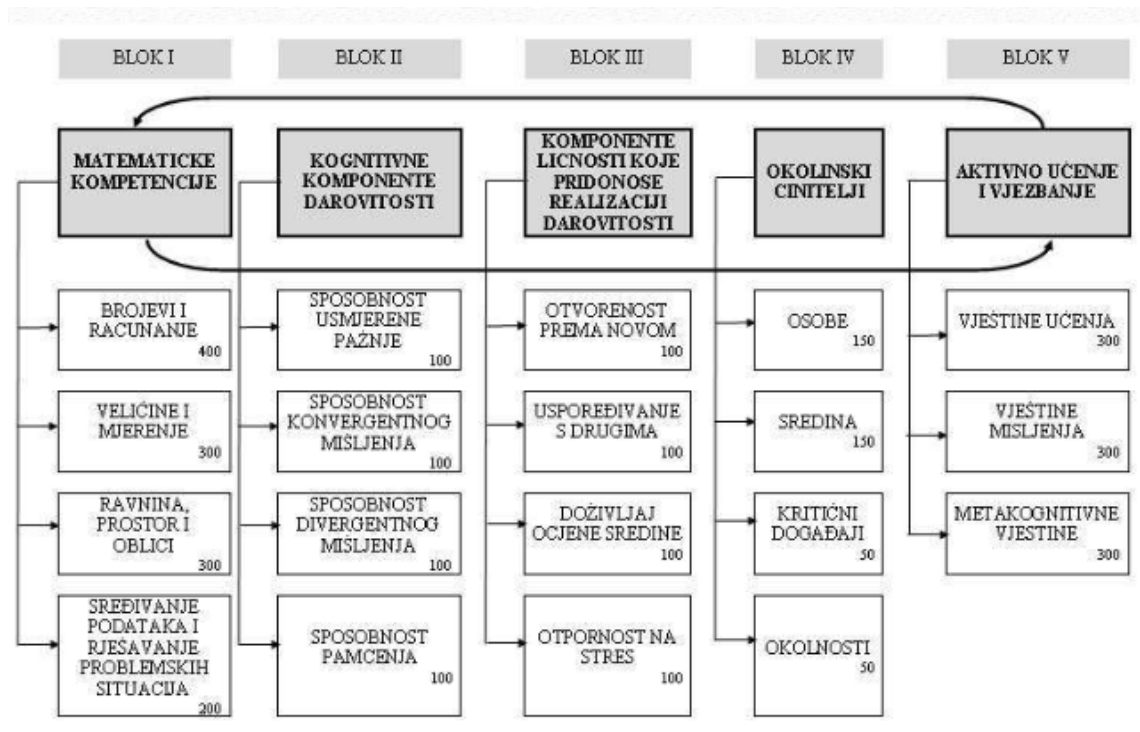 BLOK I
BLOK II
BLOK III
BLOK IV
BLOK V
MATEMATICKE
KOMPETENCIJE
KOGNITIVNE
KOMPONENTE
DAROVITOSTI
KOMPONENTE
LICNOSTI KOJE
PRIDONOSE
REALIZACIJI
DAROVITOSTI
OKOLINSKI
CINITELJI
AKTIVNO UČENJE
I VJEZBANJE
BROJEVI I
RACUNANJE
400
VELIČINE I
MJERENJE
300
RAVNINA,
PROSTOR I
OBLICI
300
SREĐIVANJE
PODATAKA I
RJEŠAVANJE
PROBLEMSKIH
SITUACIJA
200
SPOSOBNOST
USMJERENE
PAŽNJE
100
SPOSOBNOST
KONVERGENTNOG
MIŠLJENJA
100
SPOSOBNOST
DIVERGENTNOG
MIŠLJENJA
100
SPOSOBNOST
PAMCENJA
100
OTVORENOST
PREMA NOVOM
100
USPOREĐIVANJE
S DRUGIMA
100
DOŽIVLJAJ
OCJENE SREDINE
100
OTPORNOST NA
STRES
100
OSOBE
150
SREDINA
150
KRITIČNI
DOGAĐAJI
50
OKOLNOSTI
50
VJEŠTINE UČENJA
300
VJEŠTINE
MISLJENJA
300
METAKOGNITIVNE
VJESTINE
300